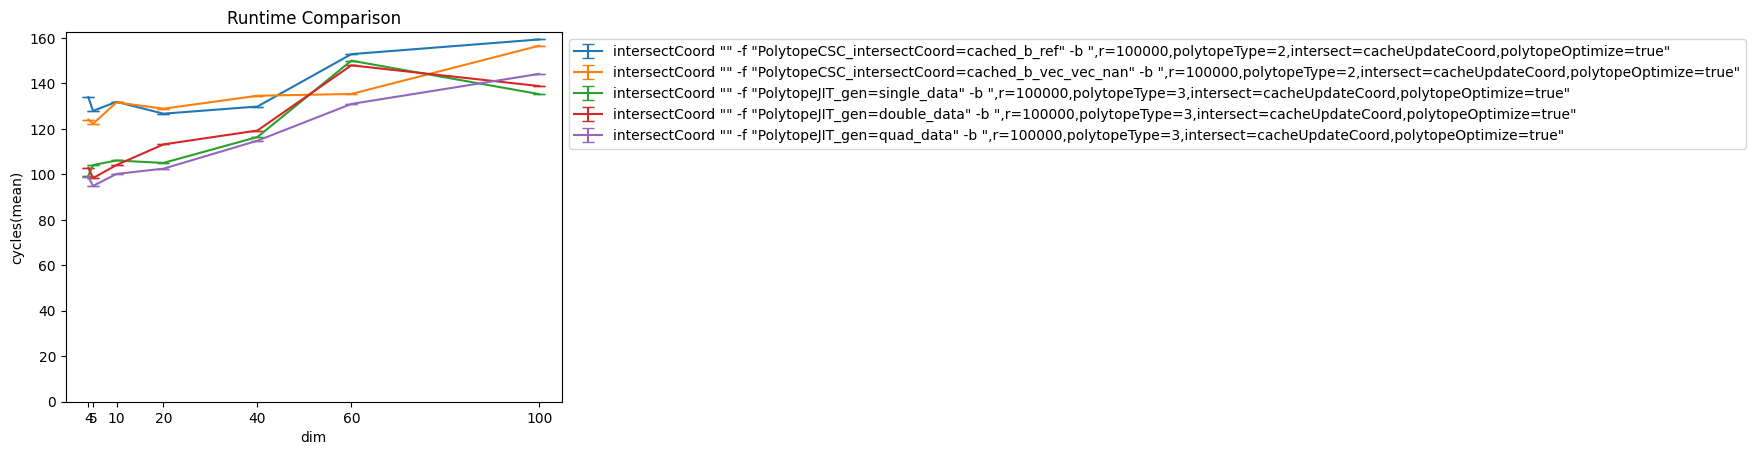 Runtime Comparison
160
140
120
100
80
60
40
20
0
cycles(mean)
4 5 10 20 40 60 100
dim
intersectCoord "" -f "PolytopeCSC_intersectCoord=cached_b_ref" -b ",r=100000,polytopeType=2,intersect=cacheUpdateCoord,polytopeOptimize=true"
intersectCoord "" -f "PolytopeCSC_intersectCoord=cached_b_vec_vec_nan" -b ",r=100000,polytopeType=2,intersect=cacheUpdateCoord,polytopeOptimize=true"
intersectCoord "" -f "PolytopeJIT_gen=single_data" -b ",r=100000,polytopeType=3,intersect=cacheUpdateCoord,polytopeOptimize=true"
intersectCoord "" -f "PolytopeJIT_gen=double_data" -b ",r=100000,polytopeType=3,intersect=cacheUpdateCoord,polytopeOptimize=true"
intersectCoord "" -f "PolytopeJIT_gen=quad_data" -b ",r=100000,polytopeType=3,intersect=cacheUpdateCoord,polytopeOptimize=true"